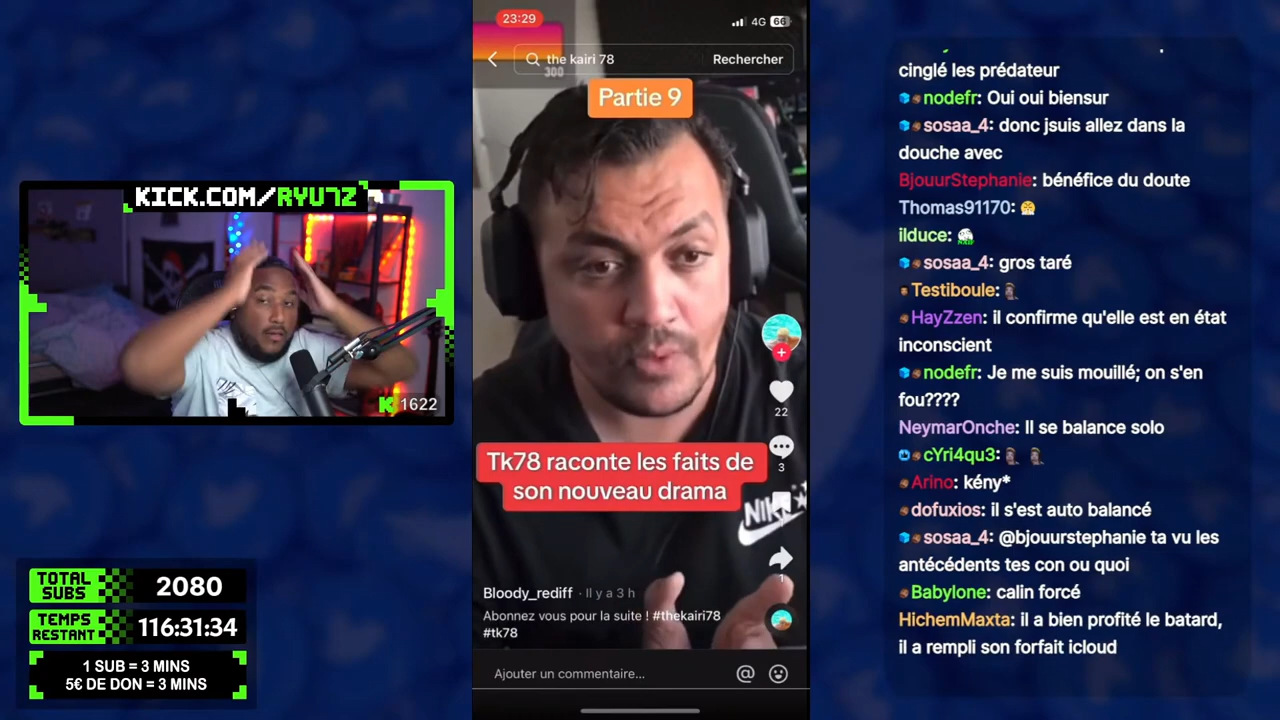 KICK.COM/RYU7Z
1622
TOTAL
SUBS
2080
TEMPS
RESTANT
116:31:34
1 SUB = 3 MINS
5€ DE DON = 3 MINS
23:29
4G
66
the kairi 78
Rechercher
300
Partie 9
22
3
Tk78 raconte les faits de
son nouveau drama
NIKE
1
Bloody_rediff · Il y a 3 h
Abonnez vous pour la suite ! #thekairi78
#tk78
Ajouter un commentaire...
@
cinglé les prédateur
nodefr: Oui oui biensur
sosaa_4: donc jsuis allez dans la
douche avec
BjouurStephanie: bénéfice du doute
Thomas91170:
ilduce:
sosaa_4: gros taré
Testiboule:
HayZzen: il confirme qu'elle est en état
inconscient
nodefr: Je me suis mouillé; on s'en
fou????
NeymarOnche: Il se balance solo
cYri4qu3:
Arino: kény*
dofuxios: il s'est auto balancé
sosaa_4: @bjouurstephanie ta vu les
antécédents tes con ou quoi
Babylone: calin forcé
HichemMaxta: il a bien profité le batard,
il a rempli son forfait icloud